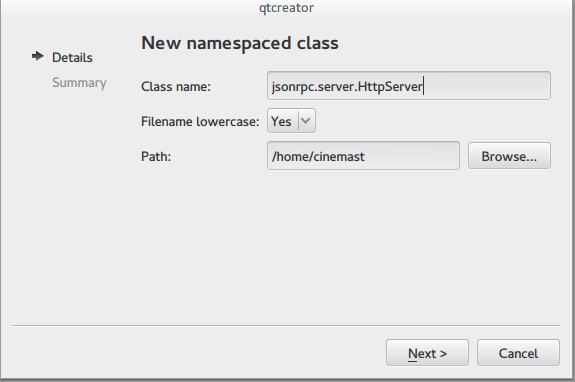 qtcreator
New namespaced class
Details
Summary
Class name: jsonrpc.server.HttpServer
Filename lowercase: Yes
Path: /home/cinemast Browse...
Next > Cancel